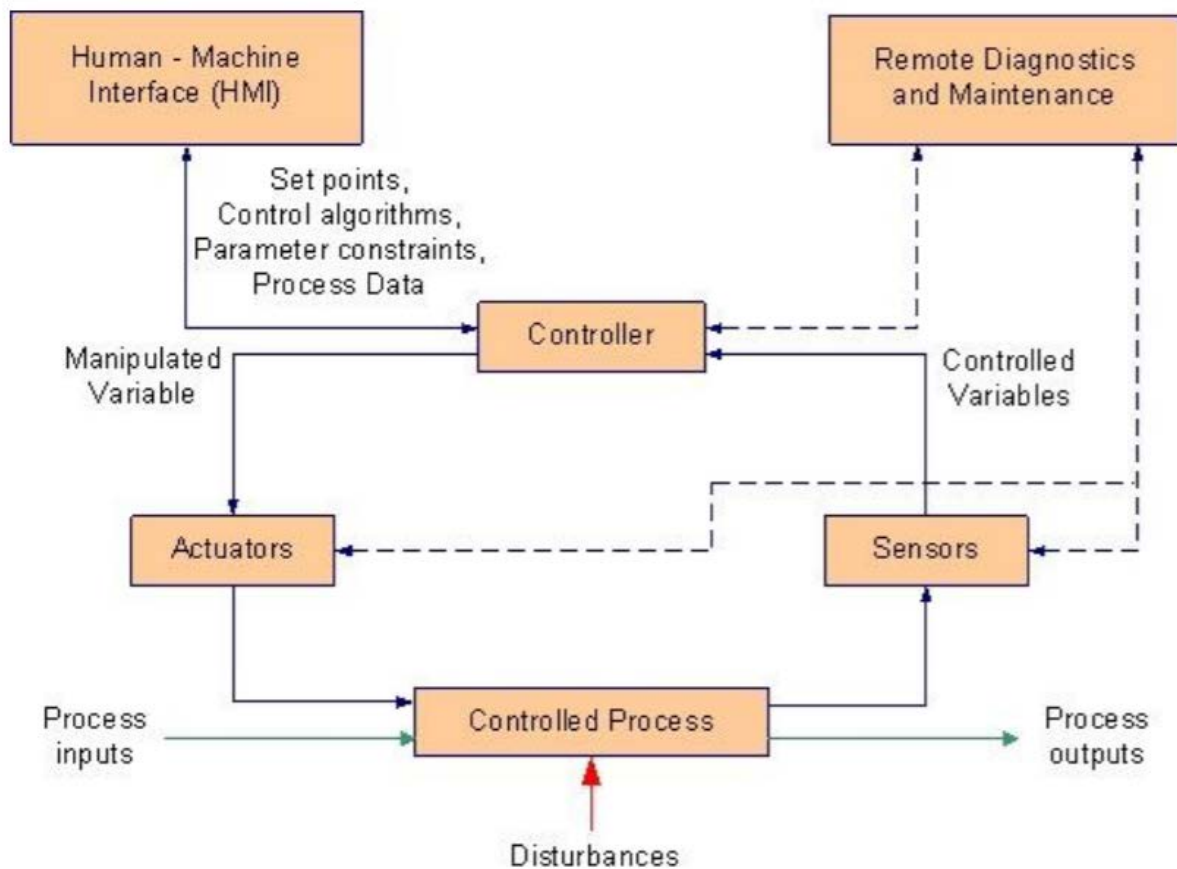 Human - Machine
Interface (HMI)
Remote Diagnostics
and Maintenance
Set points,
Control algorithms,
Parameter constraints,
Process Data
Controller
Manipulated
Variable
Controlled
Variables
Actuators
Sensors
Process
inputs
Controlled Process
Process
outputs
Disturbances